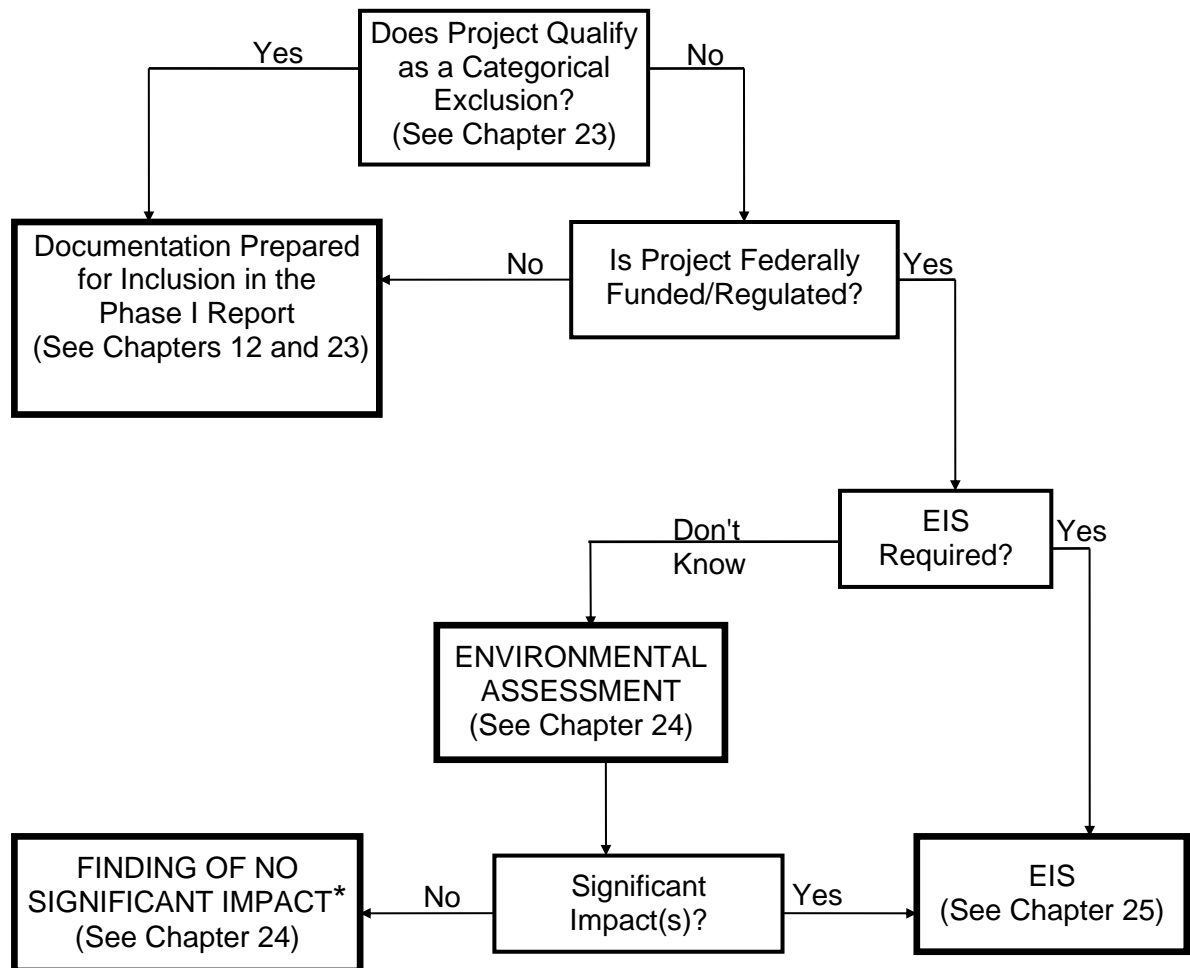 Does Project Qualify
as a Categorical
Exclusion?
(See Chapter 23)
Yes
No
Documentation Prepared
for Inclusion in the
Phase I Report
(See Chapters 12 and 23)
No
Is Project Federally
Funded/Regulated?
Yes
EIS
Required?
Don't
Know
Yes
ENVIRONMENTAL
ASSESSMENT
(See Chapter 24)
FINDING OF NO
SIGNIFICANT IMPACT*
(See Chapter 24)
No
Significant
Impact(s)?
Yes
EIS
(See Chapter 25)